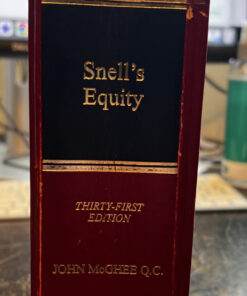 Snell's
Equity
THIRTY-FIRST
EDITION
JOHN McGHEE Q.C.